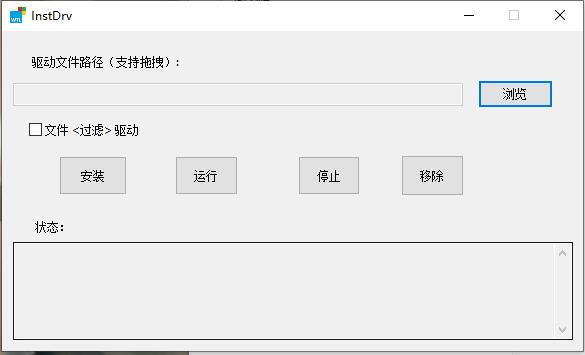 InstDrv
驱动文件路径（支持拖拽）：
浏览
文件 <过滤> 驱动
安装 运行 停止 移除
状态：